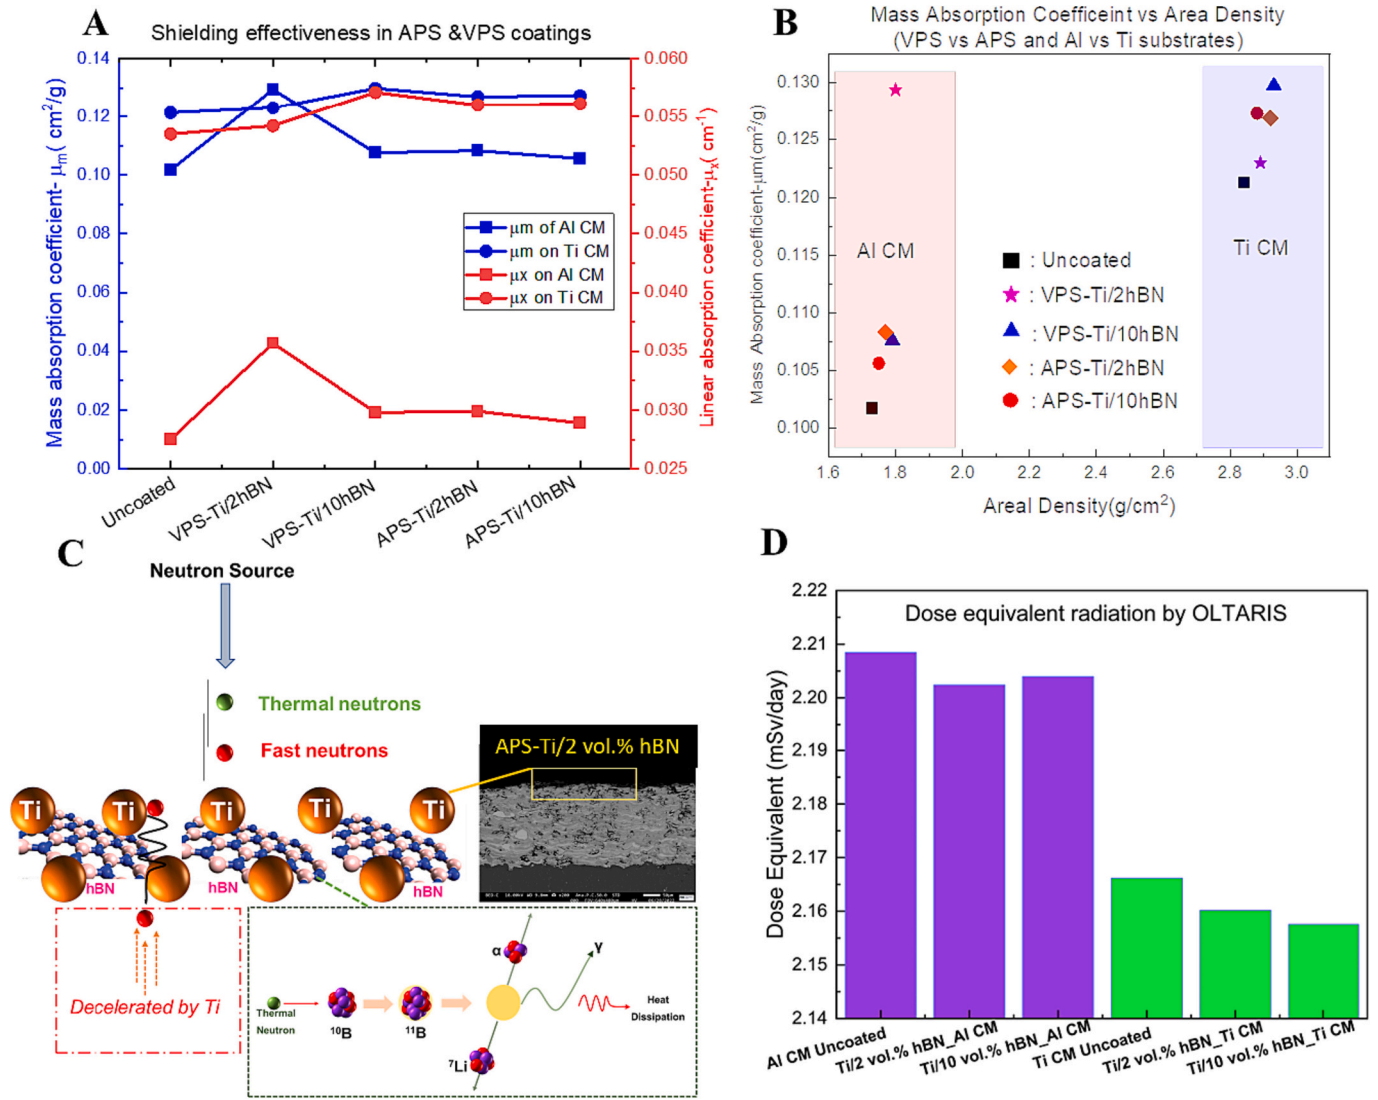 A
Shielding effectiveness in APS &VPS coatings
0.14
0.12
0.10
0.08
0.06
0.04
0.02
0.00
Mass absorption coefficient- μm( cm²/g)
0.060
0.055
0.050
0.045
0.040
0.035
0.030
0.025
Linear absorption coefficient-μx( cm⁻¹)
μm of Al CM
μm on Ti CM
μx on Al CM
μx on Ti CM
Uncoated
VPS-Ti/2hBN
VPS-Ti/10hBN
APS-Ti/2hBN
APS-Ti/10hBN
B
Mass Absorption Coefficeint vs Area Density
(VPS vs APS and Al vs Ti substrates)
0.130
0.125
0.120
0.115
0.110
0.105
0.100
Mass Absorption coefficient-μm(cm²/g)
Al CM
Ti CM
: Uncoated
: VPS-Ti/2hBN
: VPS-Ti/10hBN
: APS-Ti/2hBN
: APS-Ti/10hBN
1.6 1.8 2.0 2.2 2.4 2.6 2.8 3.0
Areal Density(g/cm²)
C
Neutron Source
Thermal neutrons
Fast neutrons
APS-Ti/2 vol.% hBN
Ti Ti Ti Ti Ti
hBN hBN hBN
Decelerated by Ti
Thermal
Neutron
¹⁰B
¹¹B
α
⁷Li
γ
Heat
Dissipation
D
Dose equivalent radiation by OLTARIS
2.22
2.21
2.20
2.19
2.18
2.17
2.16
2.15
2.14
Dose Equivalent (mSv/day)
Al CM Uncoated
Ti/2 vol.% hBN_Al CM
Ti/10 vol.% hBN_Al CM
Ti CM Uncoated
Ti/2 vol.% hBN_Ti CM
Ti/10 vol.% hBN_Ti CM